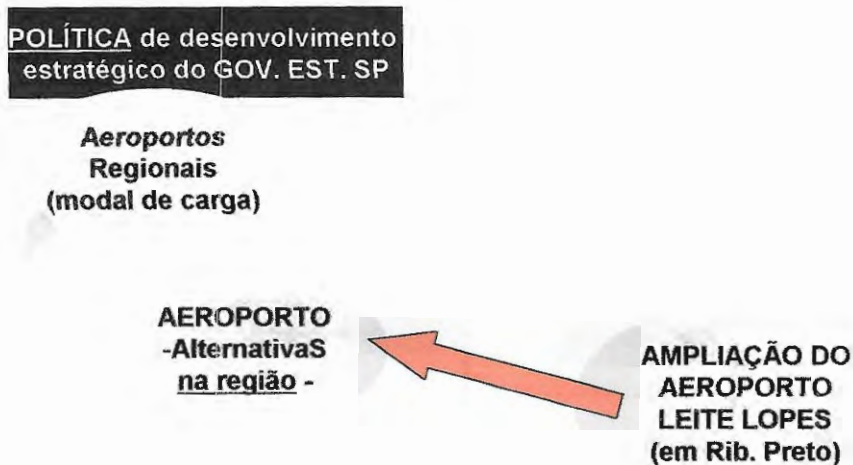 POLÍTICA de desenvolvimento
estratégico do GOV. EST. SP
Aeroportos
Regionais
(modal de carga)
AEROPORTO
-AlternativaS
na região -
AMPLIAÇÃO DO
AEROPORTO
LEITE LOPES
(em Rib. Preto)